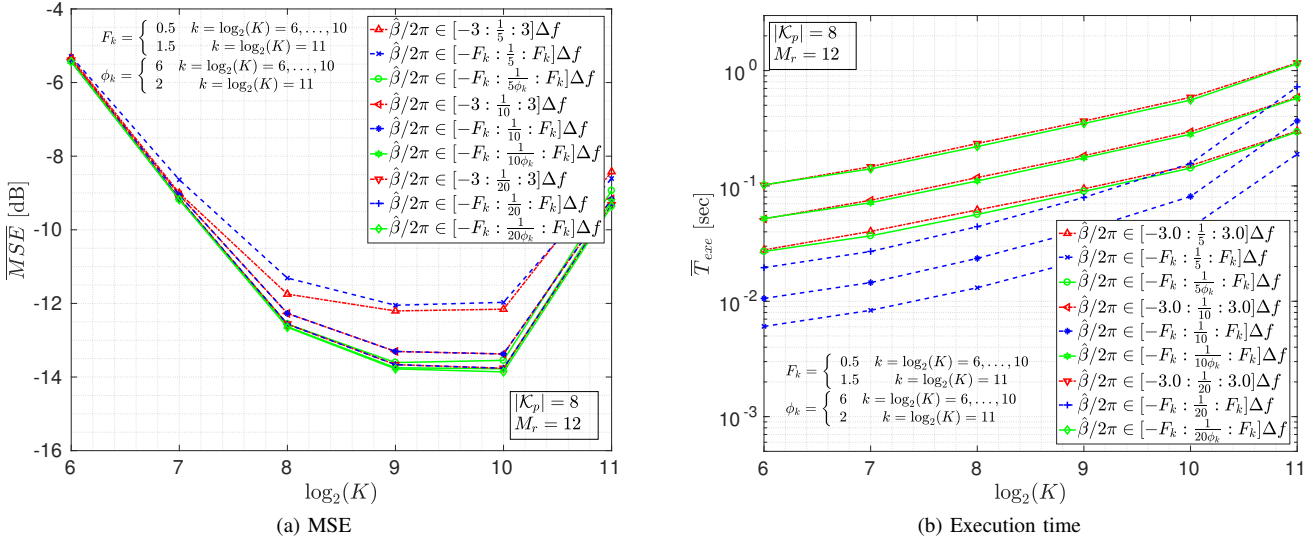 F_k = { 0.5 k = log_2(K) = 6, . . . , 10
1.5 k = log_2(K) = 11
ϕ_k = { 6 k = log_2(K) = 6, . . . , 10
2 k = log_2(K) = 11
β̂/2π ∈ [−3 : 1/5 : 3]Δf
β̂/2π ∈ [−F_k : 1/5 : F_k]Δf
β̂/2π ∈ [−F_k : 1/5ϕ_k : F_k]Δf
β̂/2π ∈ [−3 : 1/10 : 3]Δf
β̂/2π ∈ [−F_k : 1/10 : F_k]Δf
β̂/2π ∈ [−F_k : 1/10ϕ_k : F_k]Δf
β̂/2π ∈ [−3 : 1/20 : 3]Δf
β̂/2π ∈ [−F_k : 1/20 : F_k]Δf
β̂/2π ∈ [−F_k : 1/20ϕ_k : F_k]Δf
|𝒦_p| = 8
M_r = 12
-4
-6
-8
-10
-12
-14
-16
MSE [dB]
6 7 8 9 10 11
log_2(K)
(a) MSE
|𝒦_p| = 8
M_r = 12
10^0
10^-1
10^-2
10^-3
T_exe [sec]
β̂/2π ∈ [−3.0 : 1/5 : 3.0]Δf
β̂/2π ∈ [−F_k : 1/5 : F_k]Δf
β̂/2π ∈ [−F_k : 1/5ϕ_k : F_k]Δf
β̂/2π ∈ [−3.0 : 1/10 : 3.0]Δf
β̂/2π ∈ [−F_k : 1/10 : F_k]Δf
β̂/2π ∈ [−F_k : 1/10ϕ_k : F_k]Δf
β̂/2π ∈ [−3.0 : 1/20 : 3.0]Δf
β̂/2π ∈ [−F_k : 1/20 : F_k]Δf
β̂/2π ∈ [−F_k : 1/20ϕ_k : F_k]Δf
F_k = { 0.5 k = log_2(K) = 6, . . . , 10
1.5 k = log_2(K) = 11
ϕ_k = { 6 k = log_2(K) = 6, . . . , 10
2 k = log_2(K) = 11
6 7 8 9 10 11
log_2(K)
(b) Execution time